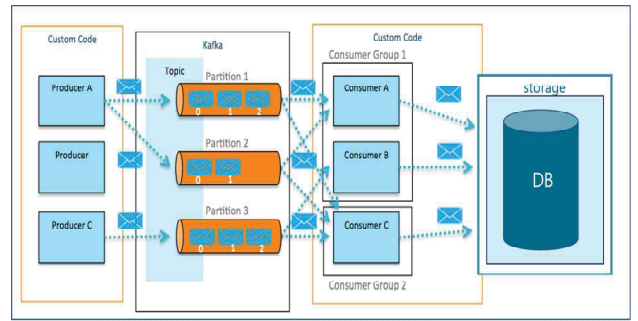 Custom Code
Kafka
Custom Code
Consumer Group 1
Topic
Partition 1
Producer A
0 1 2
Consumer A
storage
Partition 2
Producer
0 1
Consumer B
DB
Partition 3
Producer C
0 1 2
Consumer C
Consumer Group 2